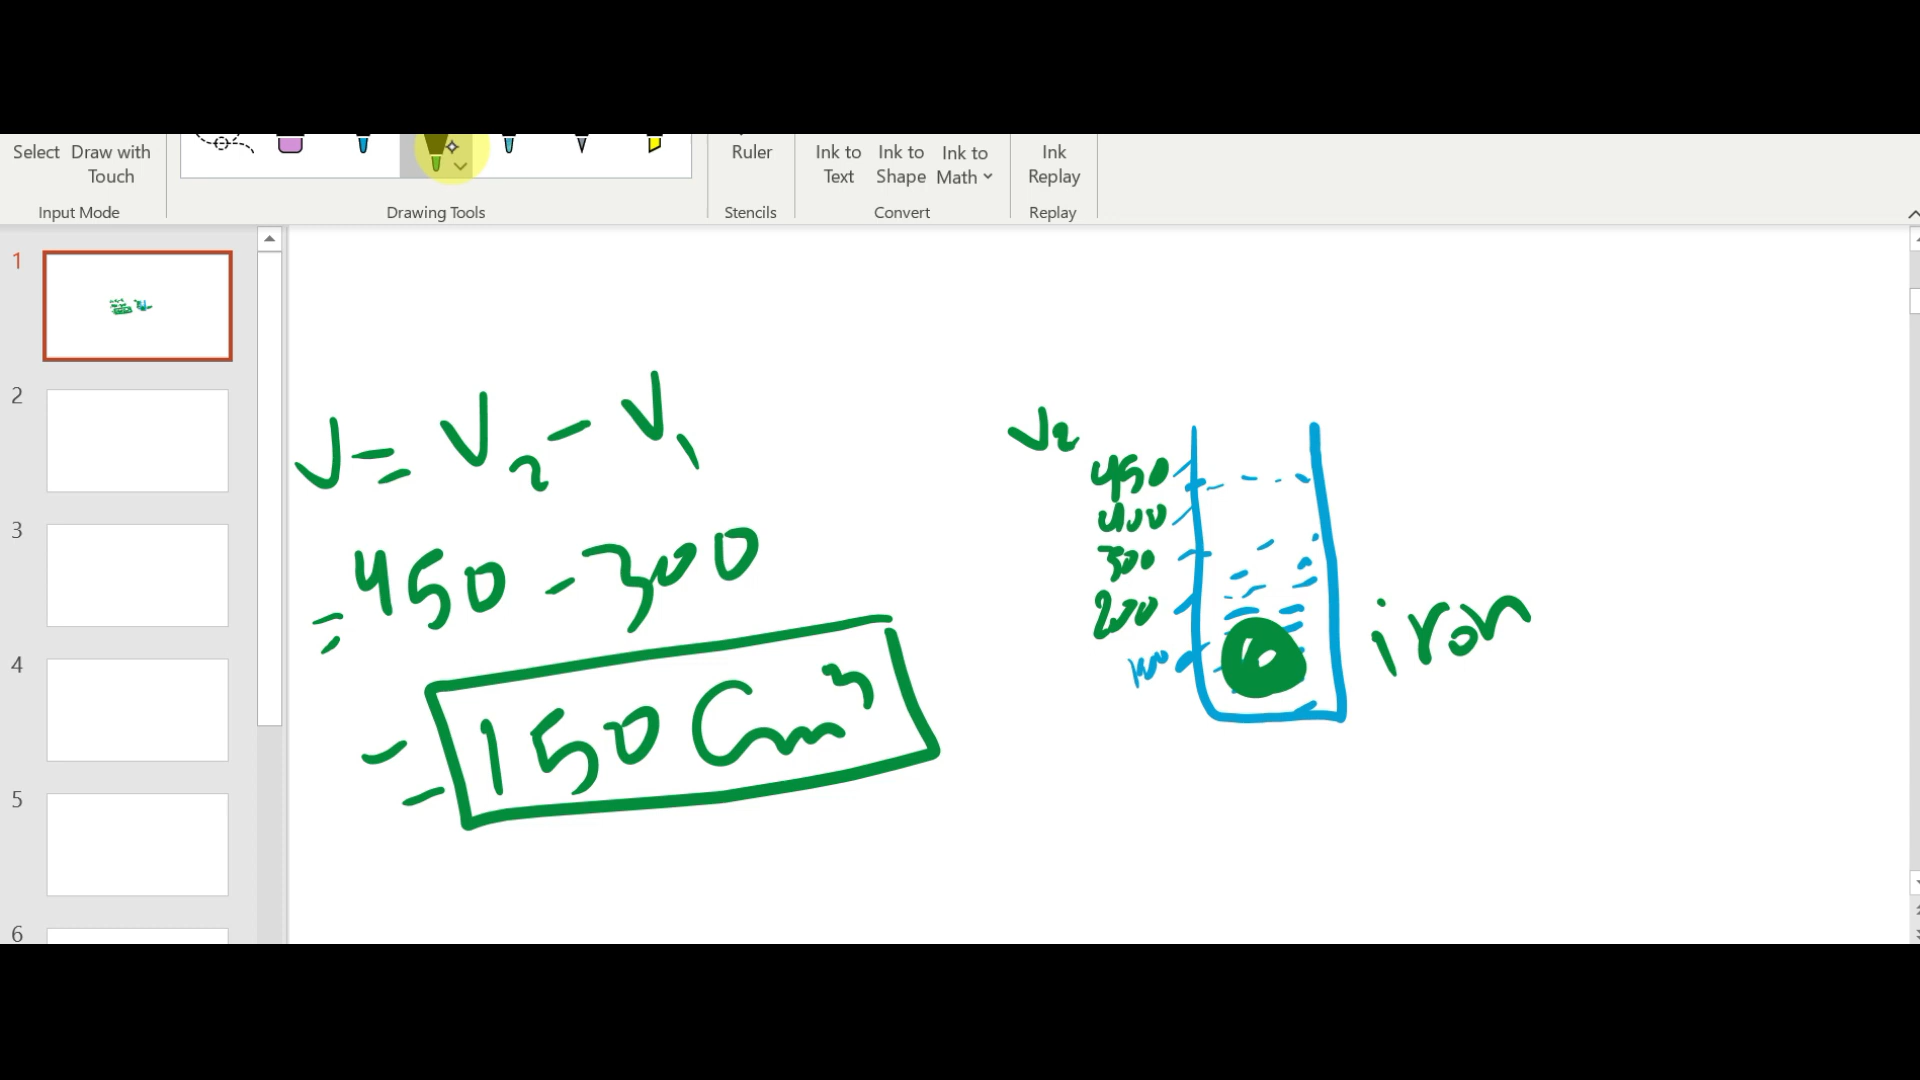 Select Draw with Touch
Ink to Text
Ink to Shape
Ink to Math
Ink Replay
Ruler
Input Mode
Drawing Tools
Stencils
Convert
Replay
1
2
3
4
5
6
V = V2 - V1
= 450 - 300
= 150 Cm³
V2
450
400
300
200
100
iron